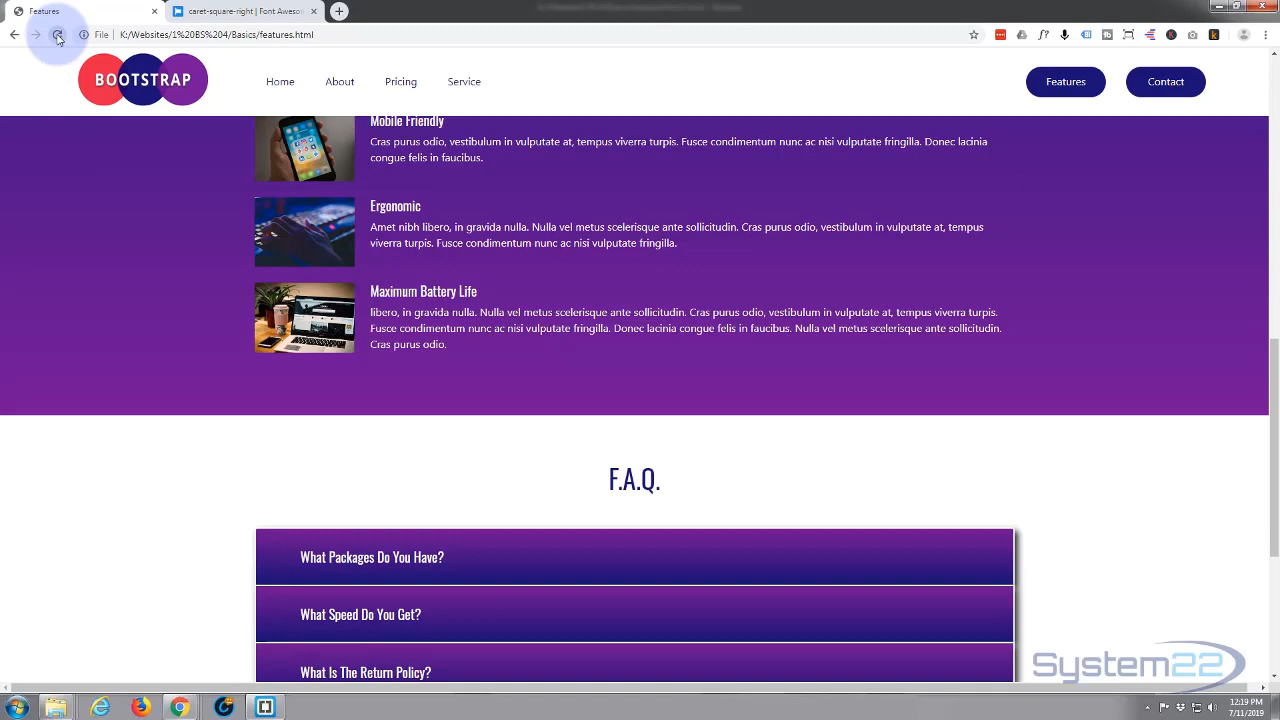 Features
caret-square-right | Font Aweson
File
K:/Websites/1%20BS%204/Basics/features.html
BOOTSTRAP
Home
About
Pricing
Service
Features
Contact
Mobile Friendly
Cras purus odio, vestibulum in vulputate at, tempus viverra turpis. Fusce condimentum nunc ac nisi vulputate fringilla. Donec lacinia
congue felis in faucibus.
Ergonomic
Amet nibh libero, in gravida nulla. Nulla vel metus scelerisque ante sollicitudin. Cras purus odio, vestibulum in vulputate at, tempus
viverra turpis. Fusce condimentum nunc ac nisi vulputate fringilla.
Maximum Battery Life
libero, in gravida nulla. Nulla vel metus scelerisque ante sollicitudin. Cras purus odio, vestibulum in vulputate at, tempus viverra turpis.
Fusce condimentum nunc ac nisi vulputate fringilla. Donec lacinia congue felis in faucibus. Nulla vel metus scelerisque ante sollicitudin.
Cras purus odio.
F.A.Q.
What Packages Do You Have?
What Speed Do You Get?
What Is The Return Policy?
System22
12:19 PM
7/11/2019